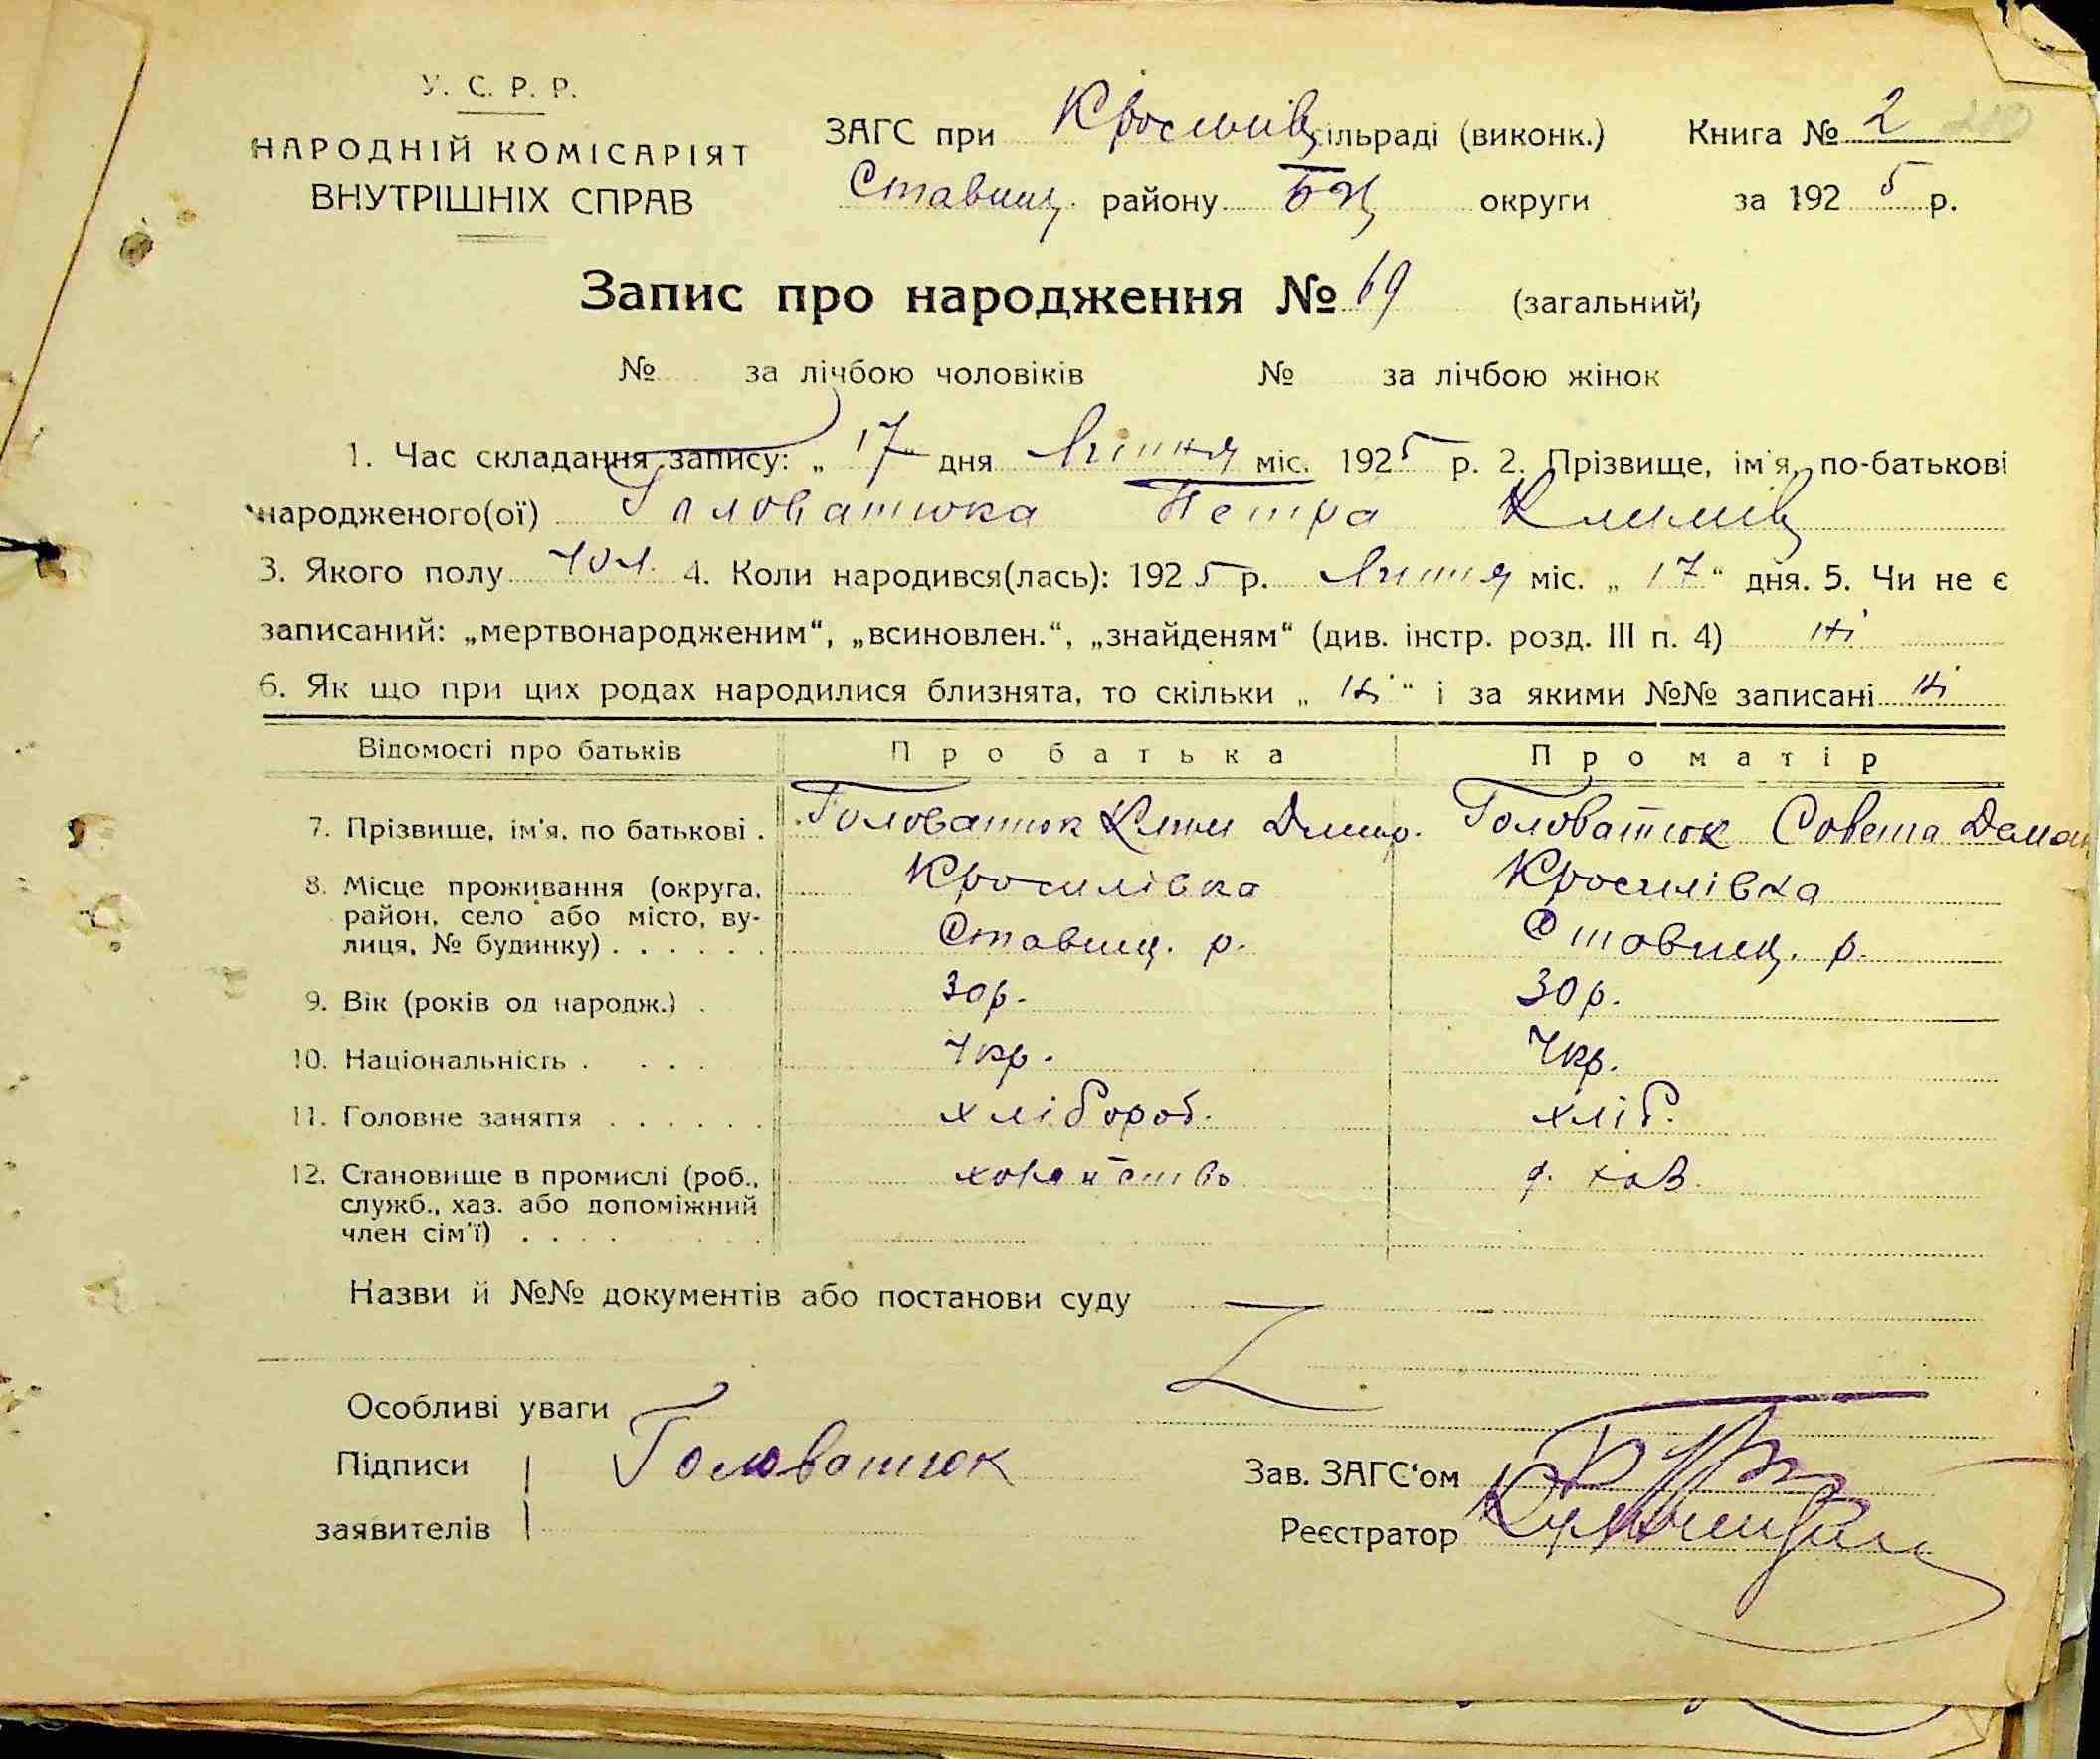 У. С. Р. Р.
НАРОДНІЙ КОМІСАРІЯТ
ВНУТРІШНІХ СПРАВ
ЗАГС при Кросилів сільраді (виконк.) Книга № 2
Ставищ. району БЦ округи за 1925 р.
Запис про народження № 69 (загальний)
№ за лічбою чоловіків № за лічбою жінок
1. Час складання запису: „17" дня Липня міс. 1925 р. 2. Прізвище, ім'я, по-батькові
народженого(ої) Головатюка Петра Климів
3. Якого полу чол. 4. Коли народився(лась): 1925 р. Липня міс. „17" дня. 5. Чи не є
записаний: „мертвонародженим", „всиновлен.", „знайденям" (див. інстр. розд. III п. 4) ні
6. Як що при цих родах народилися близнята, то скільки „ні" і за якими №№ записані ні
Відомості про батьків Про батька Про матір
7. Прізвище, ім'я, по батькові . Головатюк Клим Дмитр. Головатюк Совета Демян
8. Місце проживання (округа, Кросилівка Кросилівка
район, село або місто, ву-
лиця, № будинку) . . . . . . Ставищ. р. Ставищ. р.
9. Вік (років од народж.) . 30 р. 30 р.
10. Національність . . . . Укр. Укр.
11. Головне заняття . . . . . . хлібороб. хліб.
12. Становище в промислі (роб.,
служб., хаз. або допоміжний
член сім'ї) . . . .
Назви й №№ документів або постанови суду
Особливі уваги
Підписи Головатюк Зав. ЗАГС'ом
заявителів Реєстратор